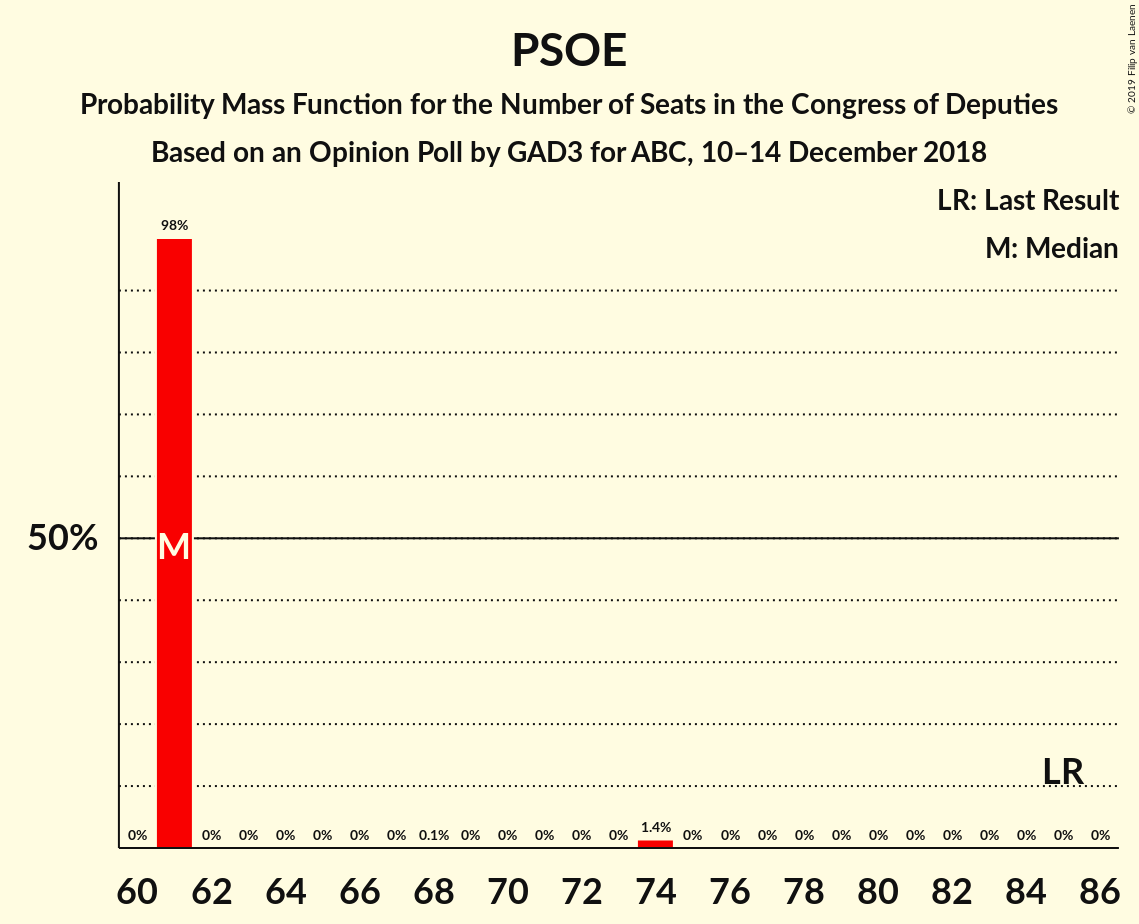 PSOE
Probability Mass Function for the Number of Seats in the Congress of Deputies
Based on an Opinion Poll by GAD3 for ABC, 10–14 December 2018
© 2019 Filip van Laenen
LR: Last Result
M: Median
98%
50%
M
LR
0% 0% 0% 0% 0% 0% 0% 0.1% 0% 0% 0% 0% 0% 1.4% 0% 0% 0% 0% 0% 0% 0% 0% 0% 0% 0% 0%
60 62 64 66 68 70 72 74 76 78 80 82 84 86